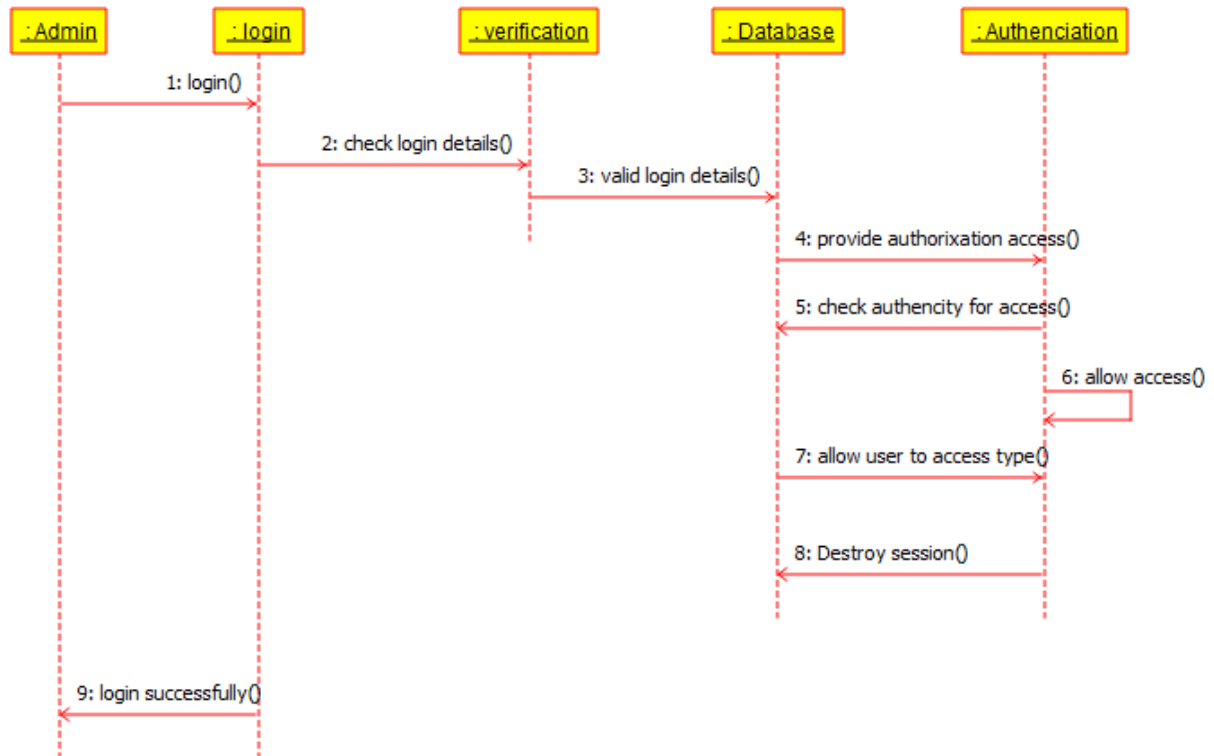 : Admin
: login
: verification
: Database
: Authenciation
1: login()
2: check login details()
3: valid login details()
4: provide authorixation access()
5: check authencity for access()
6: allow access()
7: allow user to access type()
8: Destroy session()
9: login successfully()